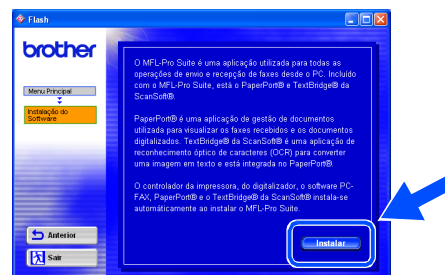 Flash
brother
Menu Principal
Instalação do
Software
O MFL-Pro Suite é uma aplicação utilizada para todas as
operações de envio e recepção de faxes desde o PC. Incluído
com o MFL-Pro Suite, está o PaperPort® e TextBridge® da
ScanSoft®.
PaperPort® é uma aplicação de gestão de documentos
utilizada para visualizar os faxes recebidos e os documentos
digitalizados. TextBridge® da ScanSoft® é uma aplicação de
reconhecimento óptico de caracteres (OCR) para converter
uma imagem em texto e está integrada no PaperPort®.
O controlador da impressora, do digitalizador, o software PC-
FAX, PaperPort® e o TextBridge® da ScanSoft® instala-se
automáticamente ao instalar o MFL-Pro Suite.
Anterior
Sair
Instalar